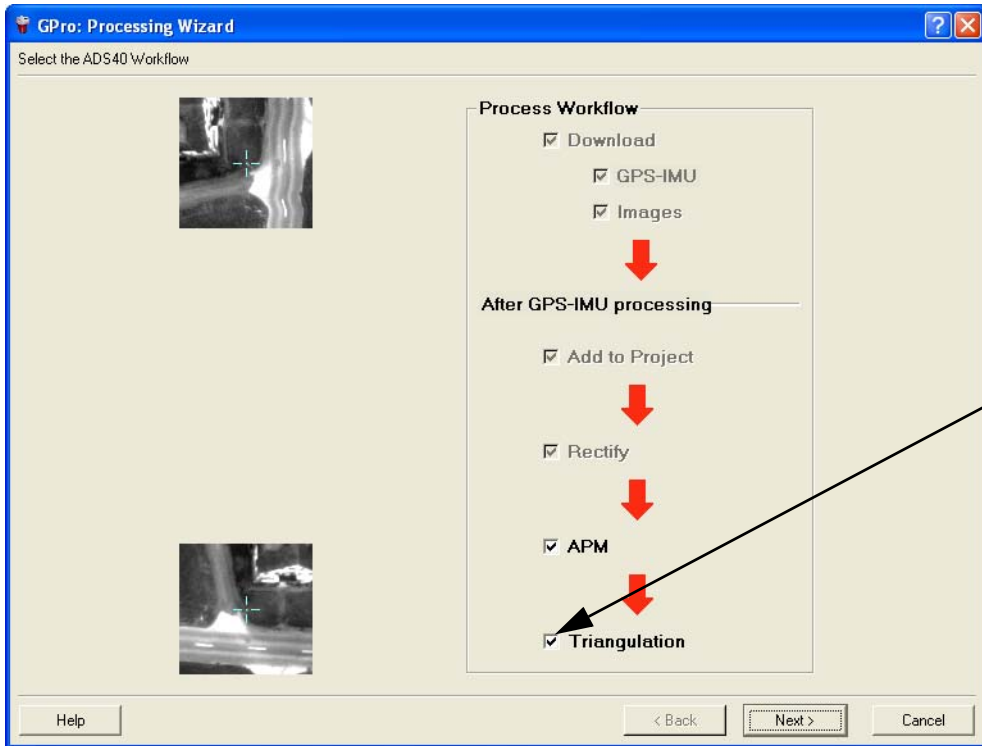 GPro: Processing Wizard
Select the ADS40 Workflow
Process Workflow
Download
GPS-IMU
Images
After GPS-IMU processing
Add to Project
Rectify
APM
Triangulation
Help
< Back
Next >
Cancel